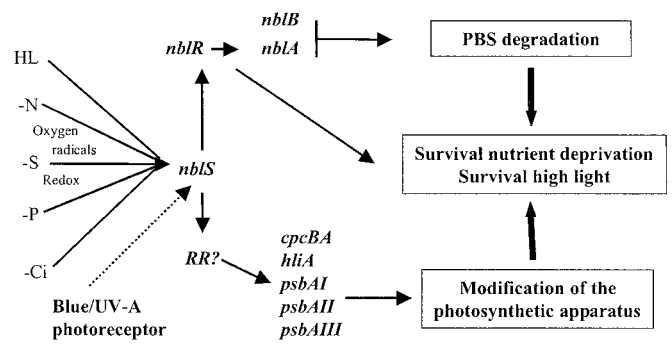 nblB
nblR
nblA
PBS degradation
HL
-N
Oxygen
radicals
-S
Redox
nblS
Survival nutrient deprivation
Survival high light
-P
-Ci
RR?
cpcBA
hliA
psbAI
psbAII
psbAIII
Modification of the
photosynthetic apparatus
Blue/UV-A
photoreceptor